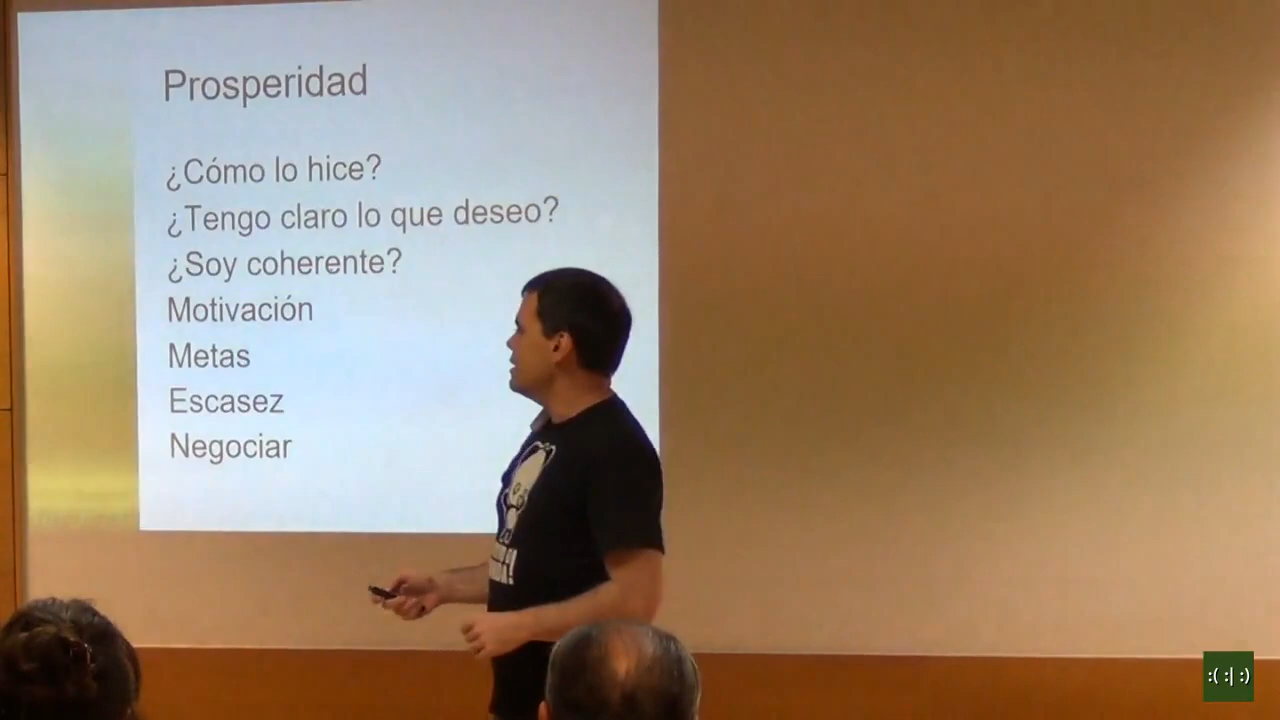 Prosperidad
¿Cómo lo hice?
¿Tengo claro lo que deseo?
¿Soy coherente?
Motivación
Metas
Escasez
Negociar
:( :| :)